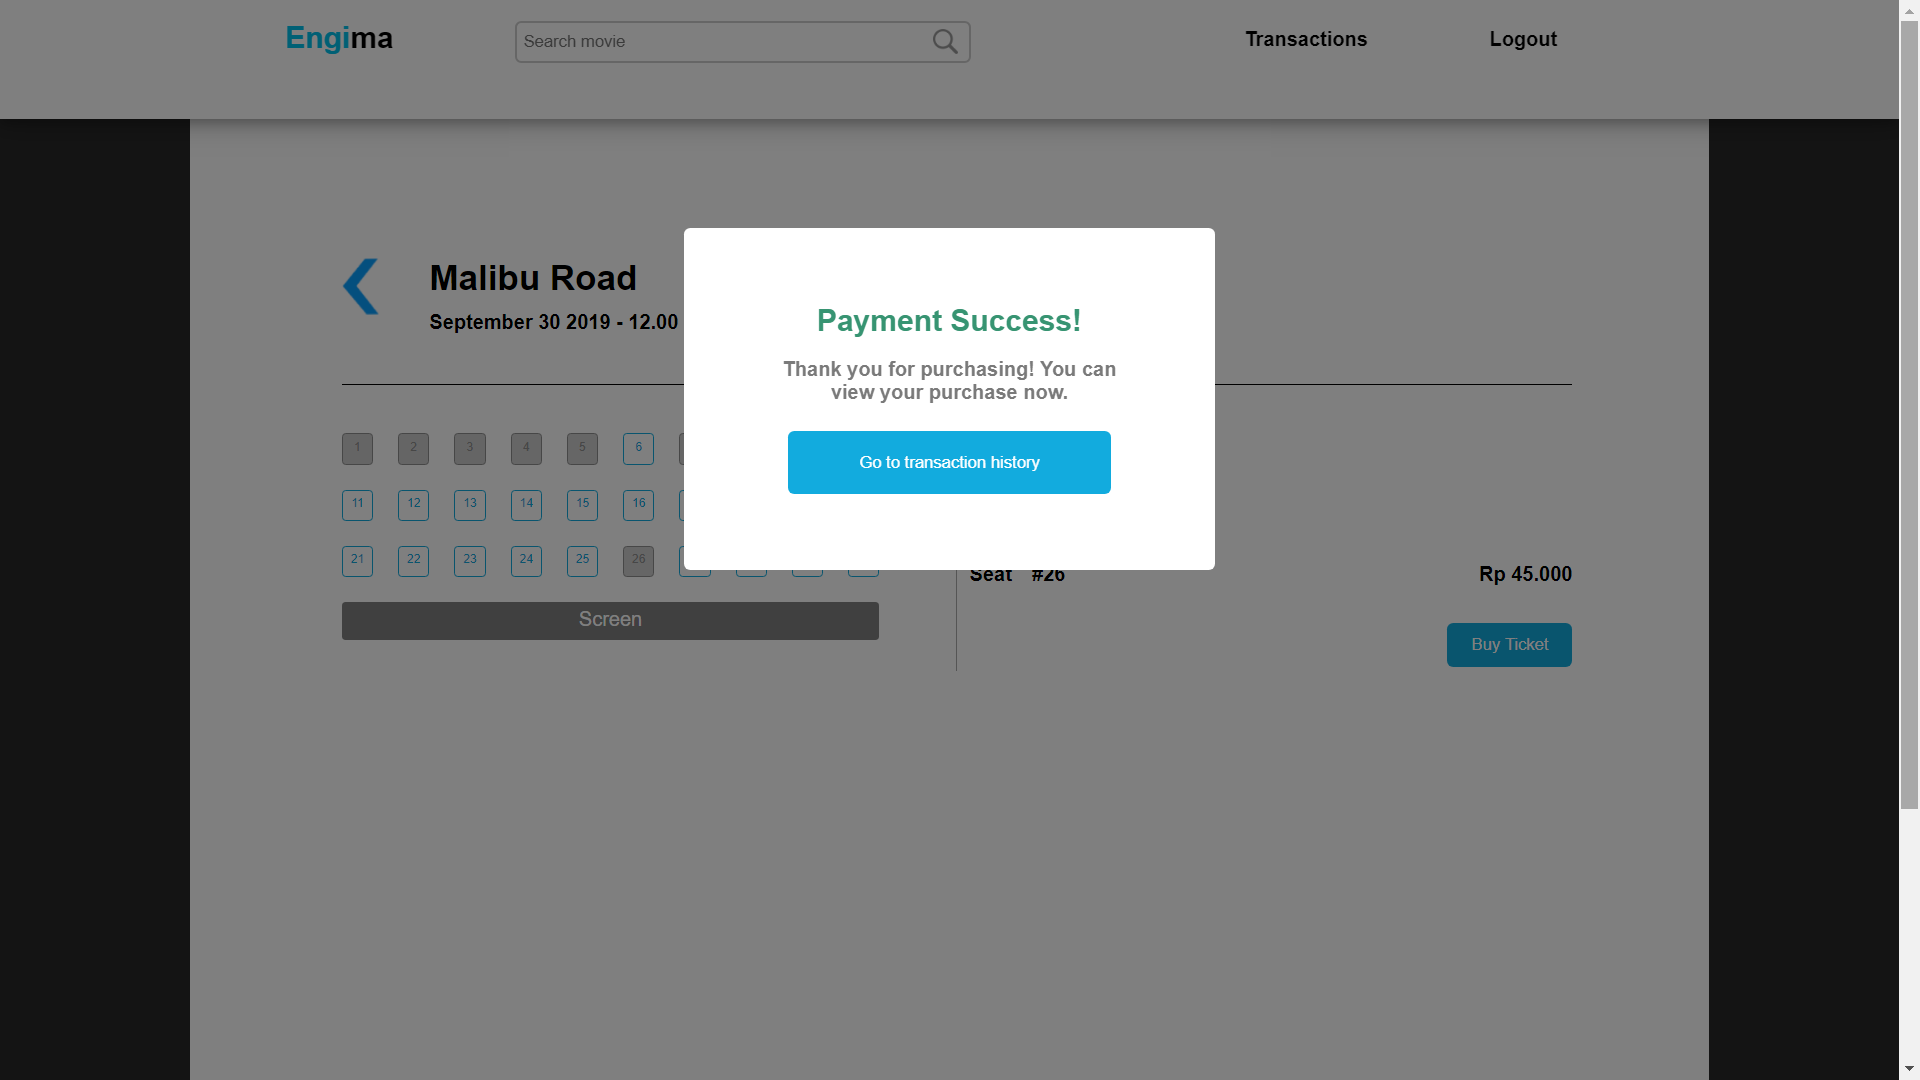 Engima
Search movie
Transactions
Logout
Malibu Road
September 30 2019 - 12.00
Payment Success!
Thank you for purchasing! You can
view your purchase now.
Go to transaction history
1 2 3 4 5 6
11 12 13 14 15 16
21 22 23 24 25 26
Screen
Seat #26 Rp 45.000
Buy Ticket